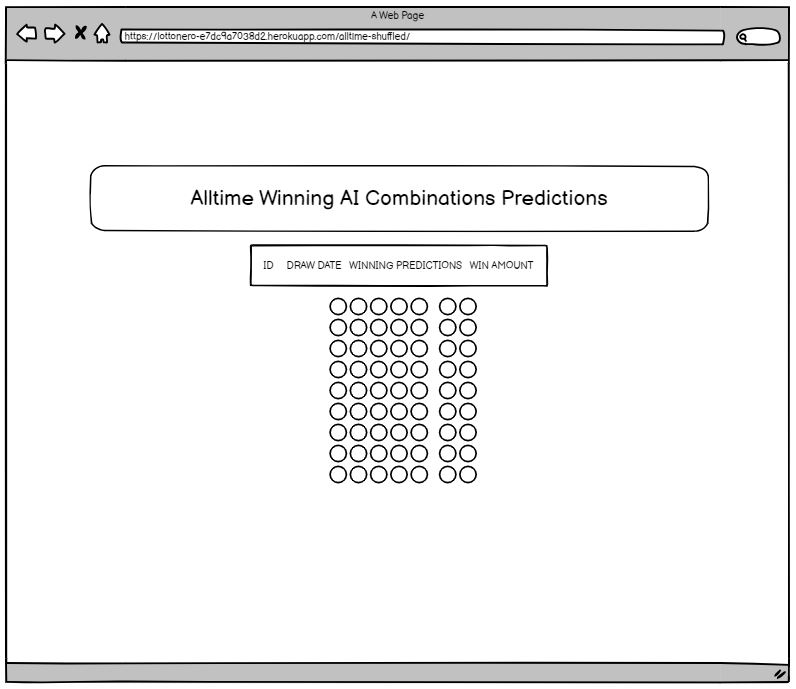 A Web Page
https://lottonero-e7dc9a7038d2.herokuapp.com/alltime-shuffled/
Alltime Winning AI Combinations Predictions
ID DRAW DATE WINNING PREDICTIONS WIN AMOUNT